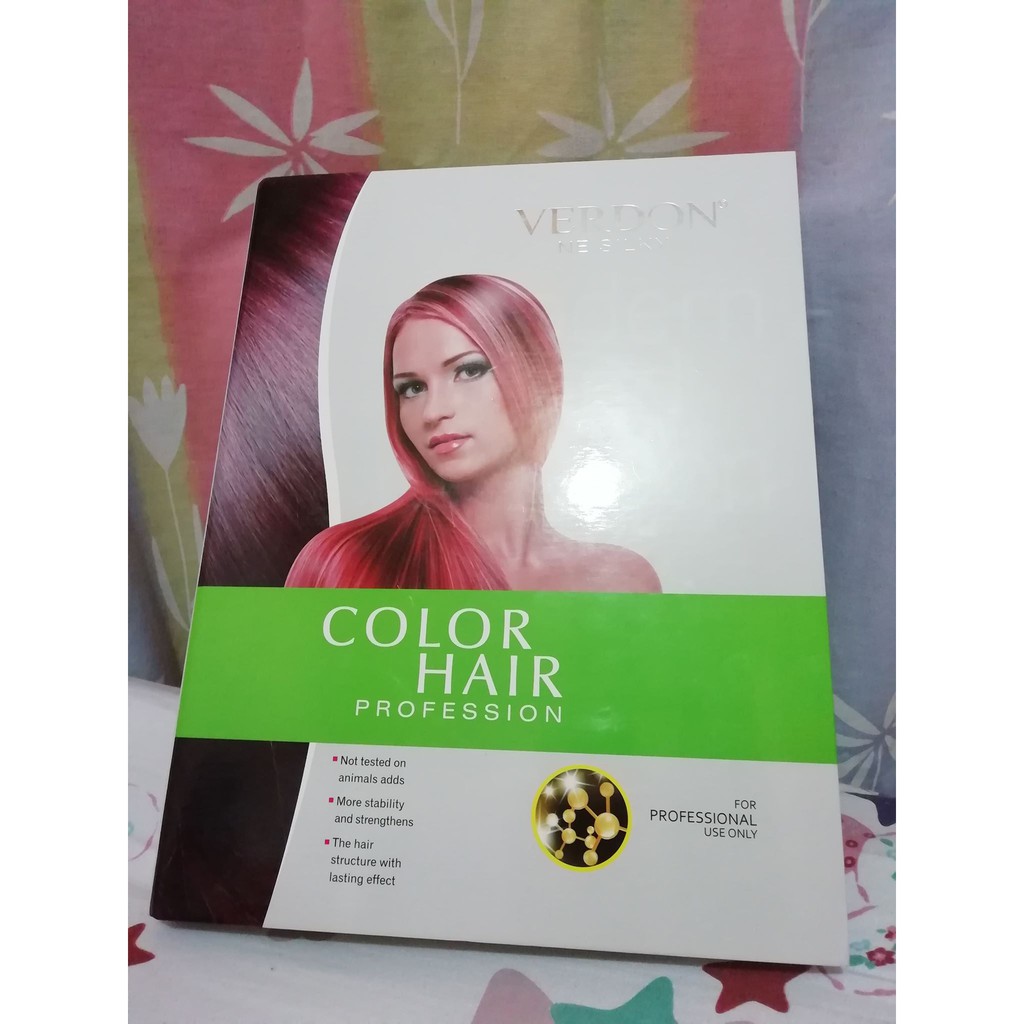 VERDON®
COLOR
HAIR
PROFESSION
Not tested on
animals adds
More stability
and strengthens
The hair
structure with
lasting effect
FOR
PROFESSIONAL
USE ONLY